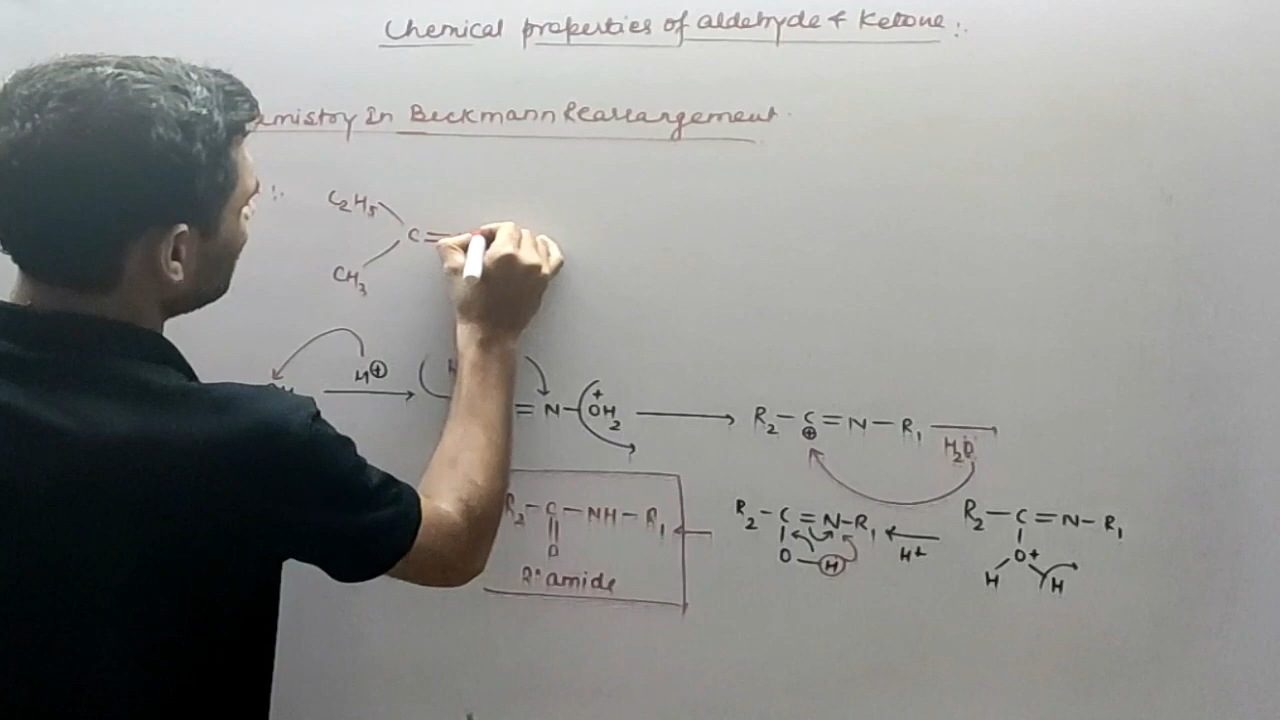 Chemical properties of aldehyde & Ketone :
emistry In Beckmann Rearrangement
:
C2H5
C=
CH3
H⊕
= N – OH2 +
R2 – C = N – R1
⊕
H2O
R2 – C – NH – R1
O
R2 – C = N – R1
O – H
H+
R2 – C = N – R1
O+
H H
amide